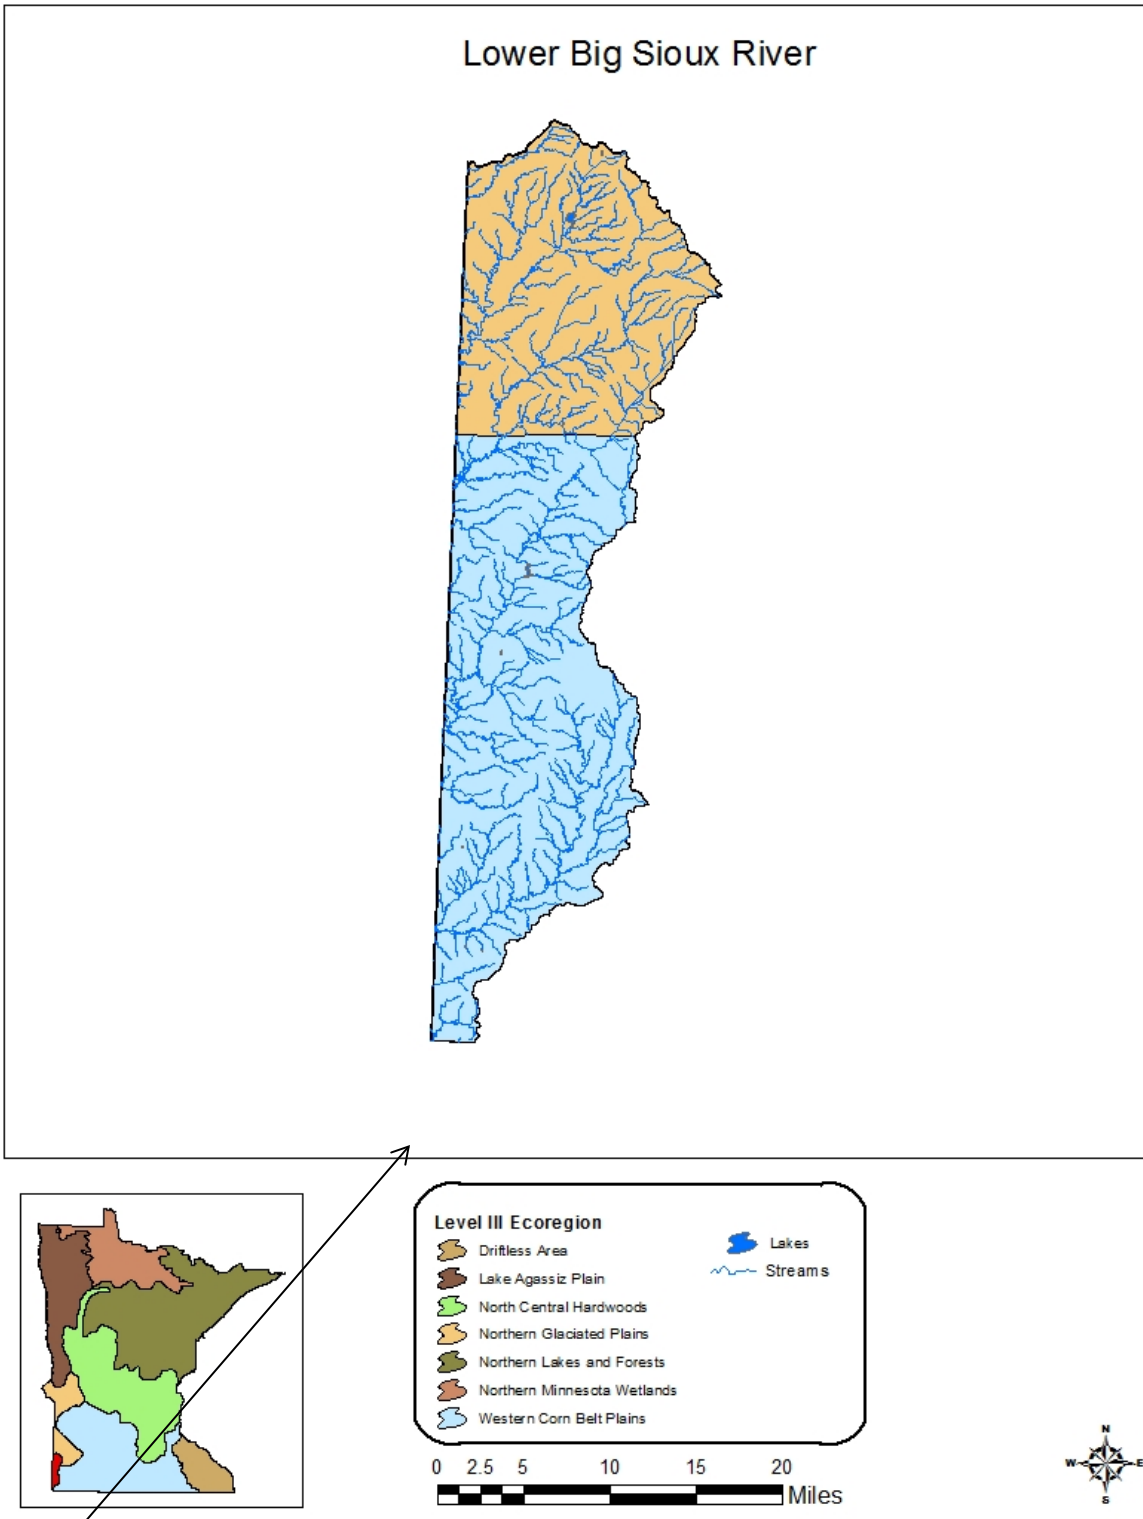 Lower Big Sioux River
Level III Ecoregion
Driftless Area
Lake Agassiz Plain
North Central Hardwoods
Northern Glaciated Plains
Northern Lakes and Forests
Northern Minnesota Wetlands
Western Corn Belt Plains
Lakes
Streams
0 2.5 5 10 15 20
Miles
N
W E
S